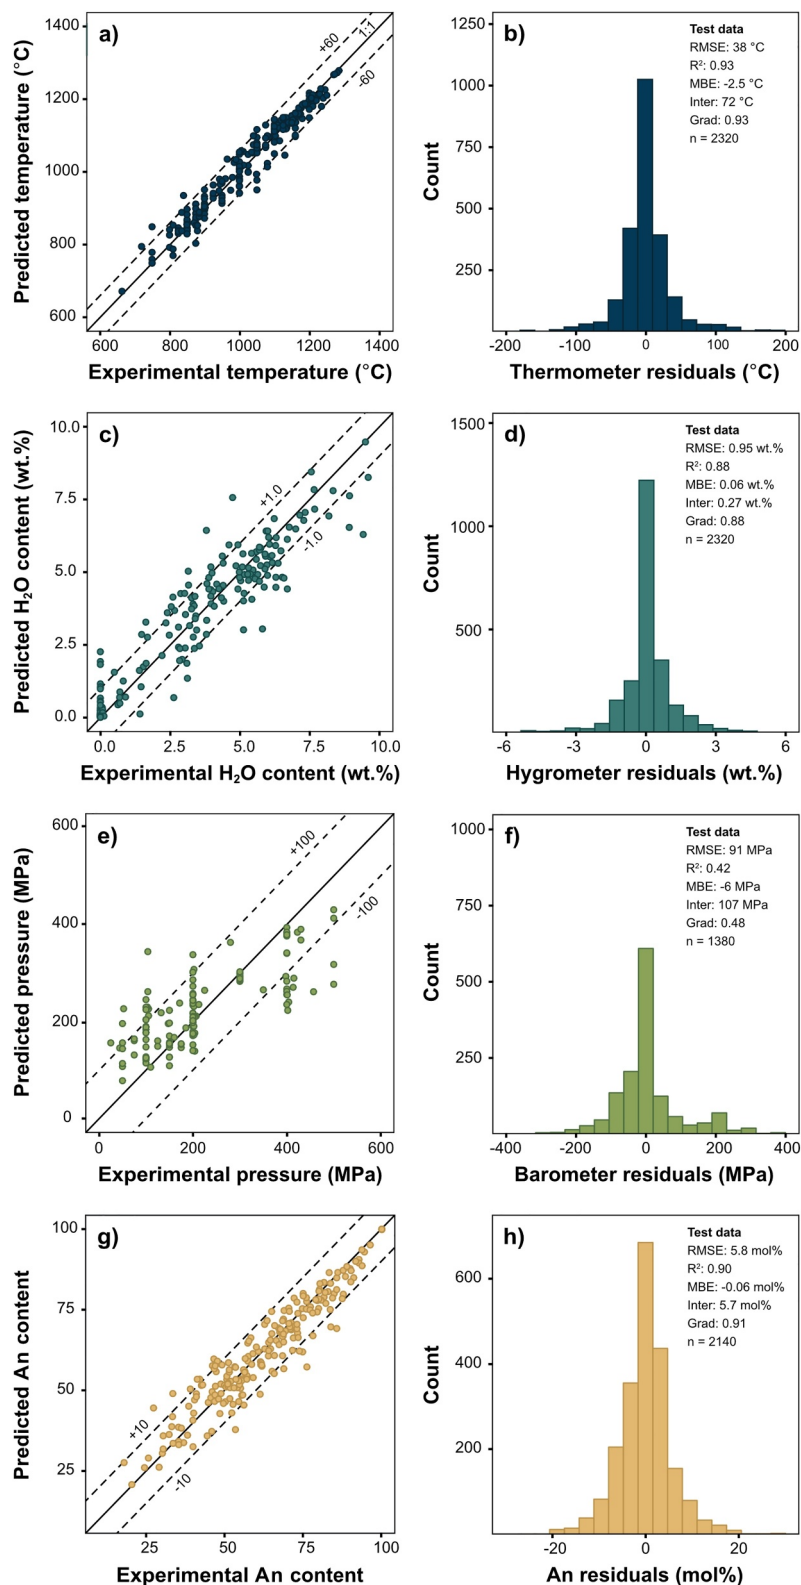 a)
1400
1200
1000
800
600
+60
1:1
-60
Predicted temperature (°C)
600 800 1000 1200 1400
Experimental temperature (°C)
b)
1250
1000
750
500
250
Count
Test data
RMSE: 38 °C
R²: 0.93
MBE: -2.5 °C
Inter: 72 °C
Grad: 0.93
n = 2320
-200 -100 0 100 200
Thermometer residuals (°C)
c)
10.0
7.5
5.0
2.5
0.0
+1.0
-1.0
Predicted H₂O content (wt.%)
0.0 2.5 5.0 7.5 10.0
Experimental H₂O content (wt.%)
d)
1500
1000
500
Count
Test data
RMSE: 0.95 wt.%
R²: 0.88
MBE: 0.06 wt.%
Inter: 0.27 wt.%
Grad: 0.88
n = 2320
-6 -3 0 3 6
Hygrometer residuals (wt.%)
e)
600
400
200
0
+100
-100
Predicted pressure (MPa)
0 200 400 600
Experimental pressure (MPa)
f)
1000
750
500
250
Count
Test data
RMSE: 91 MPa
R²: 0.42
MBE: -6 MPa
Inter: 107 MPa
Grad: 0.48
n = 1380
-400 -200 0 200 400
Barometer residuals (MPa)
g)
100
75
50
25
+10
-10
Predicted An content
25 50 75 100
Experimental An content
h)
600
400
200
Count
Test data
RMSE: 5.8 mol%
R²: 0.90
MBE: -0.06 mol%
Inter: 5.7 mol%
Grad: 0.91
n = 2140
-20 0 20
An residuals (mol%)